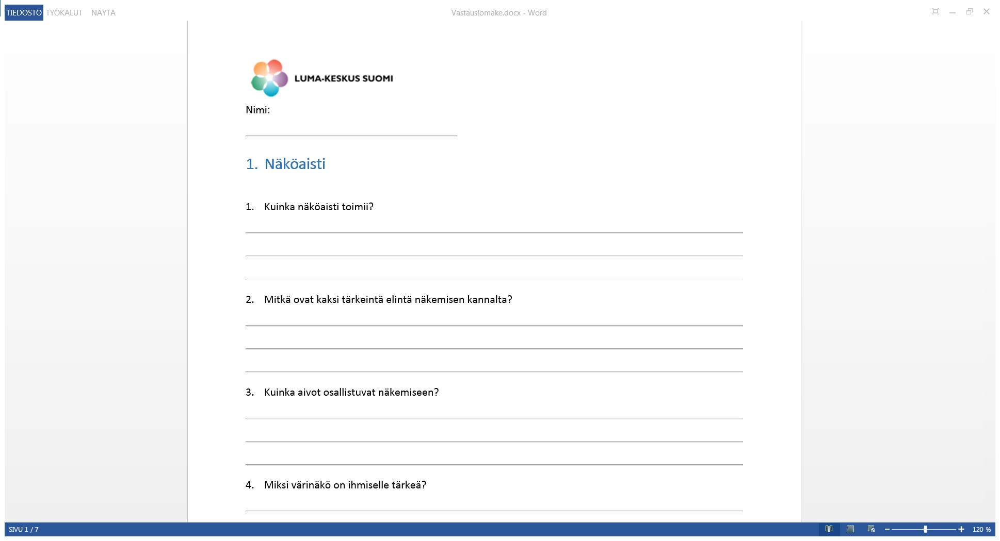 TIEDOSTO TYÖKALUT NÄYTÄ Vastauslomake.docx - Word
LUMA-KESKUS SUOMI
Nimi:
1. Näköaisti
1. Kuinka näköaisti toimii?
2. Mitkä ovat kaksi tärkeintä elintä näkemisen kannalta?
3. Kuinka aivot osallistuvat näkemiseen?
4. Miksi värinäkö on ihmiselle tärkeä?
SIVU 1 / 7 120 %